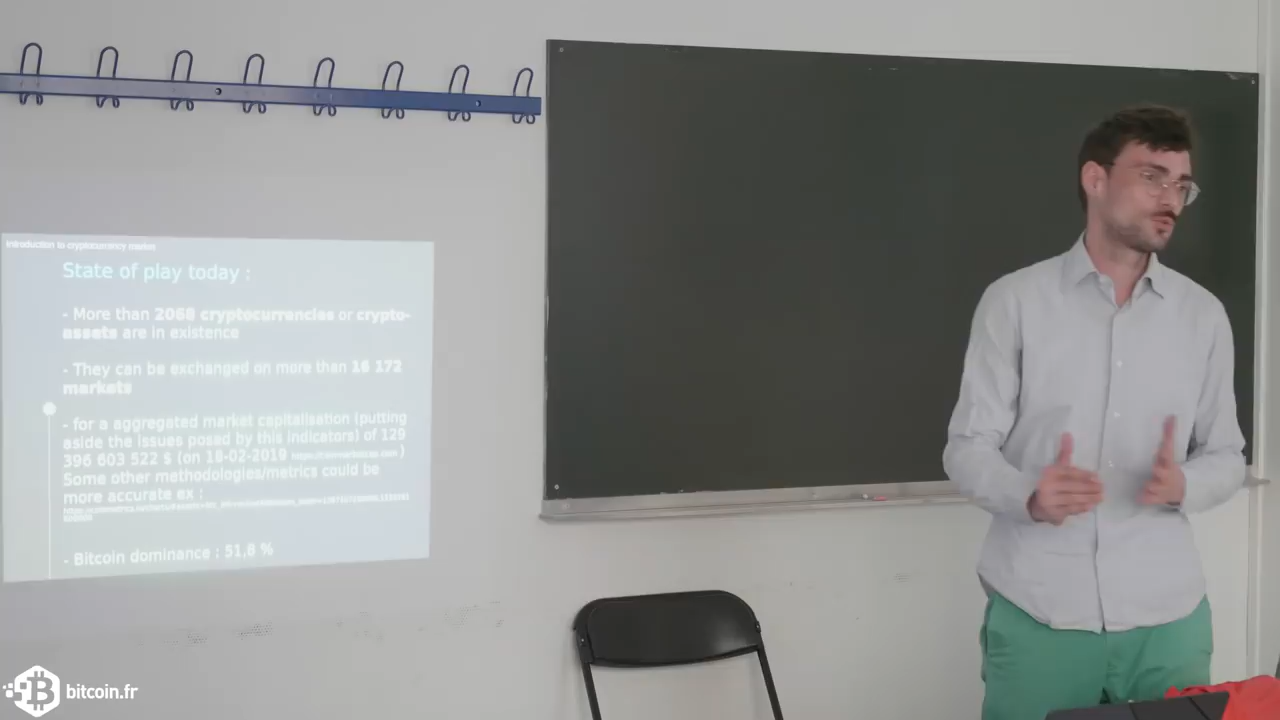 Introduction to cryptocurrency market
State of play today :
- More than 2068 cryptocurrencies or crypto-
assets are in existence
- They can be exchanged on more than 16 172
markets
- for a aggregated market capitalisation (putting
aside the issues posed by this indicators) of 129
396 603 522 $ (on 18-02-2019 )
Some other methodologies/metrics could be
more accurate ex :
- Bitcoin dominance : 51,8 %
bitcoin.fr